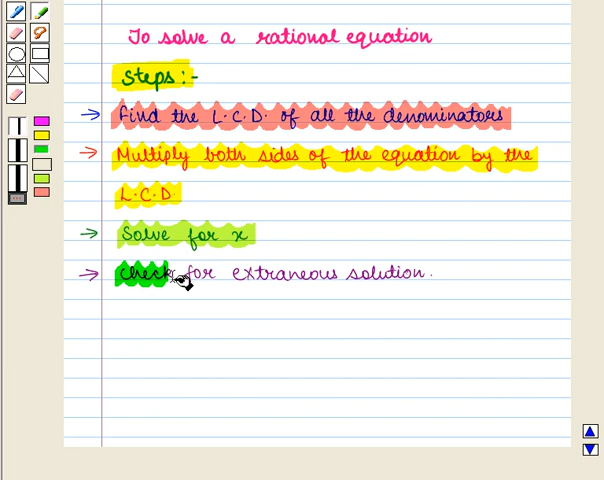 To solve a rational equation
Steps:-
→ Find the L.C.D. of all the denominators
→ Multiply both sides of the equation by the
L.C.D.
→ Solve for x
→ Check for extraneous solution.